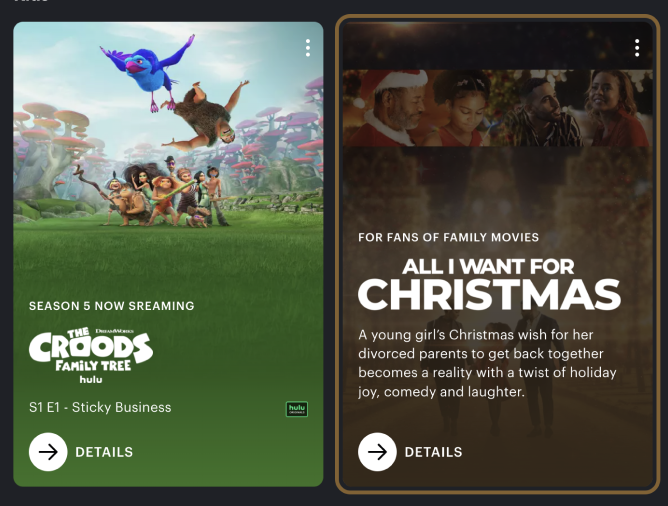 SEASON 5 NOW SREAMING
THE DREAMWORKS
CROODS
FAMILY TREE
hulu
S1 E1 - Sticky Business
hulu
ORIGINALS
DETAILS
FOR FANS OF FAMILY MOVIES
ALL I WANT FOR
CHRISTMAS
A young girl's Christmas wish for her
divorced parents to get back together
becomes a reality with a twist of holiday
joy, comedy and laughter.
DETAILS